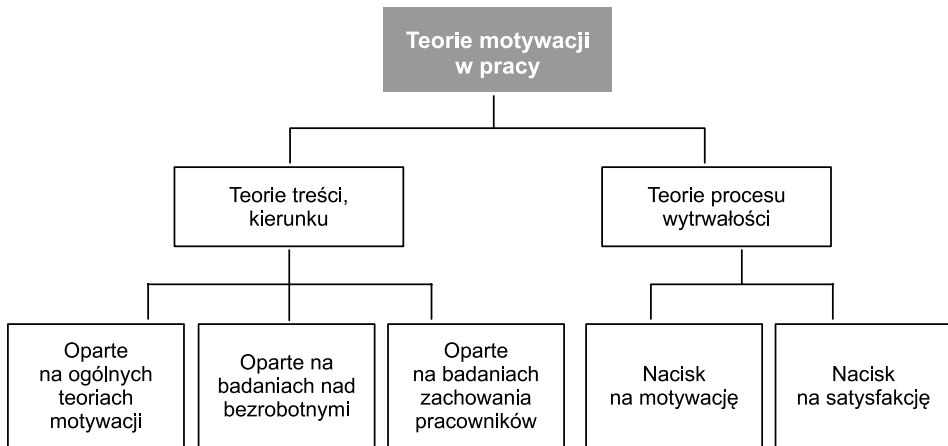 Teorie motywacji
w pracy
Teorie treści,
kierunku
Teorie procesu
wytrwałości
Oparte
na ogólnych
teoriach
motywacji
Oparte na
badaniach nad
bezrobotnymi
Oparte
na badaniach
zachowania
pracowników
Nacisk
na motywację
Nacisk
na satysfakcję